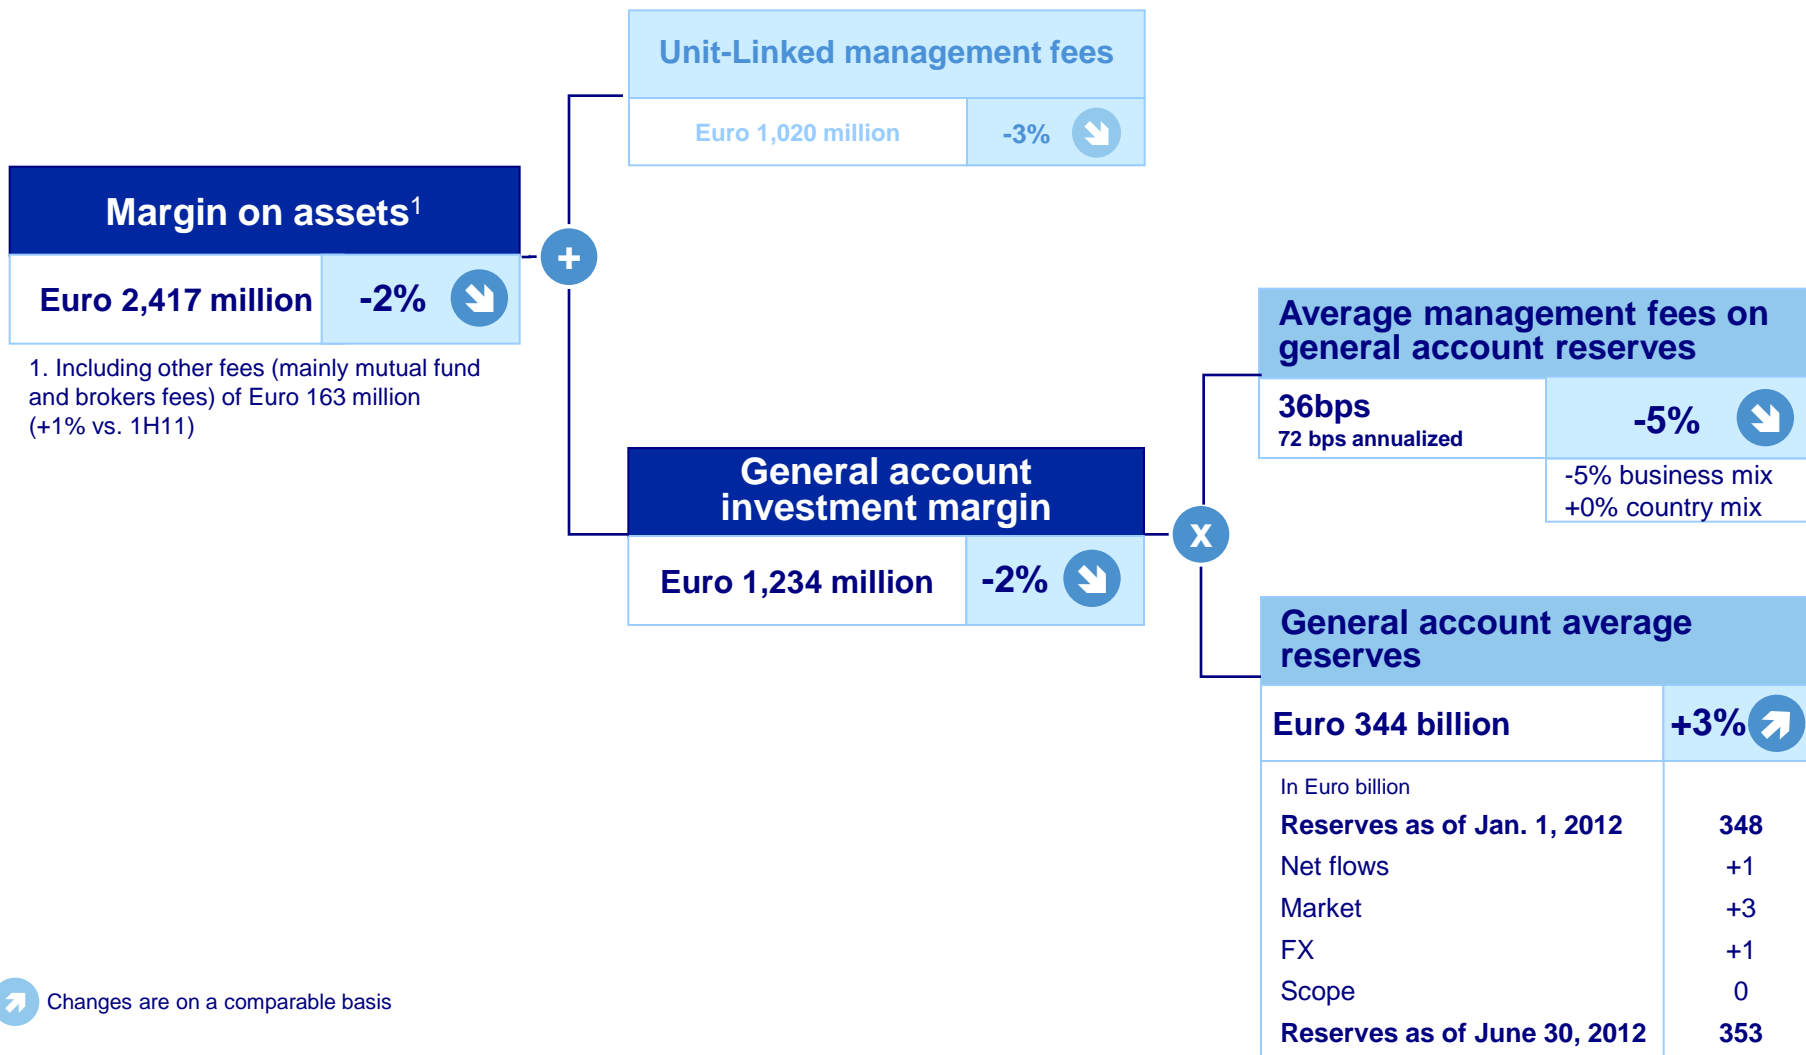 Unit-Linked management fees
Euro 1,020 million -3%
Margin on assets1
Euro 2,417 million -2%
1. Including other fees (mainly mutual fund
and brokers fees) of Euro 163 million
(+1% vs. 1H11)
+
General account
investment margin
Euro 1,234 million -2%
x
Average management fees on
general account reserves
36bps
72 bps annualized
-5%
-5% business mix
+0% country mix
General account average
reserves
Euro 344 billion +3%
In Euro billion
Reserves as of Jan. 1, 2012 348
Net flows +1
Market +3
FX +1
Scope 0
Reserves as of June 30, 2012 353
Changes are on a comparable basis